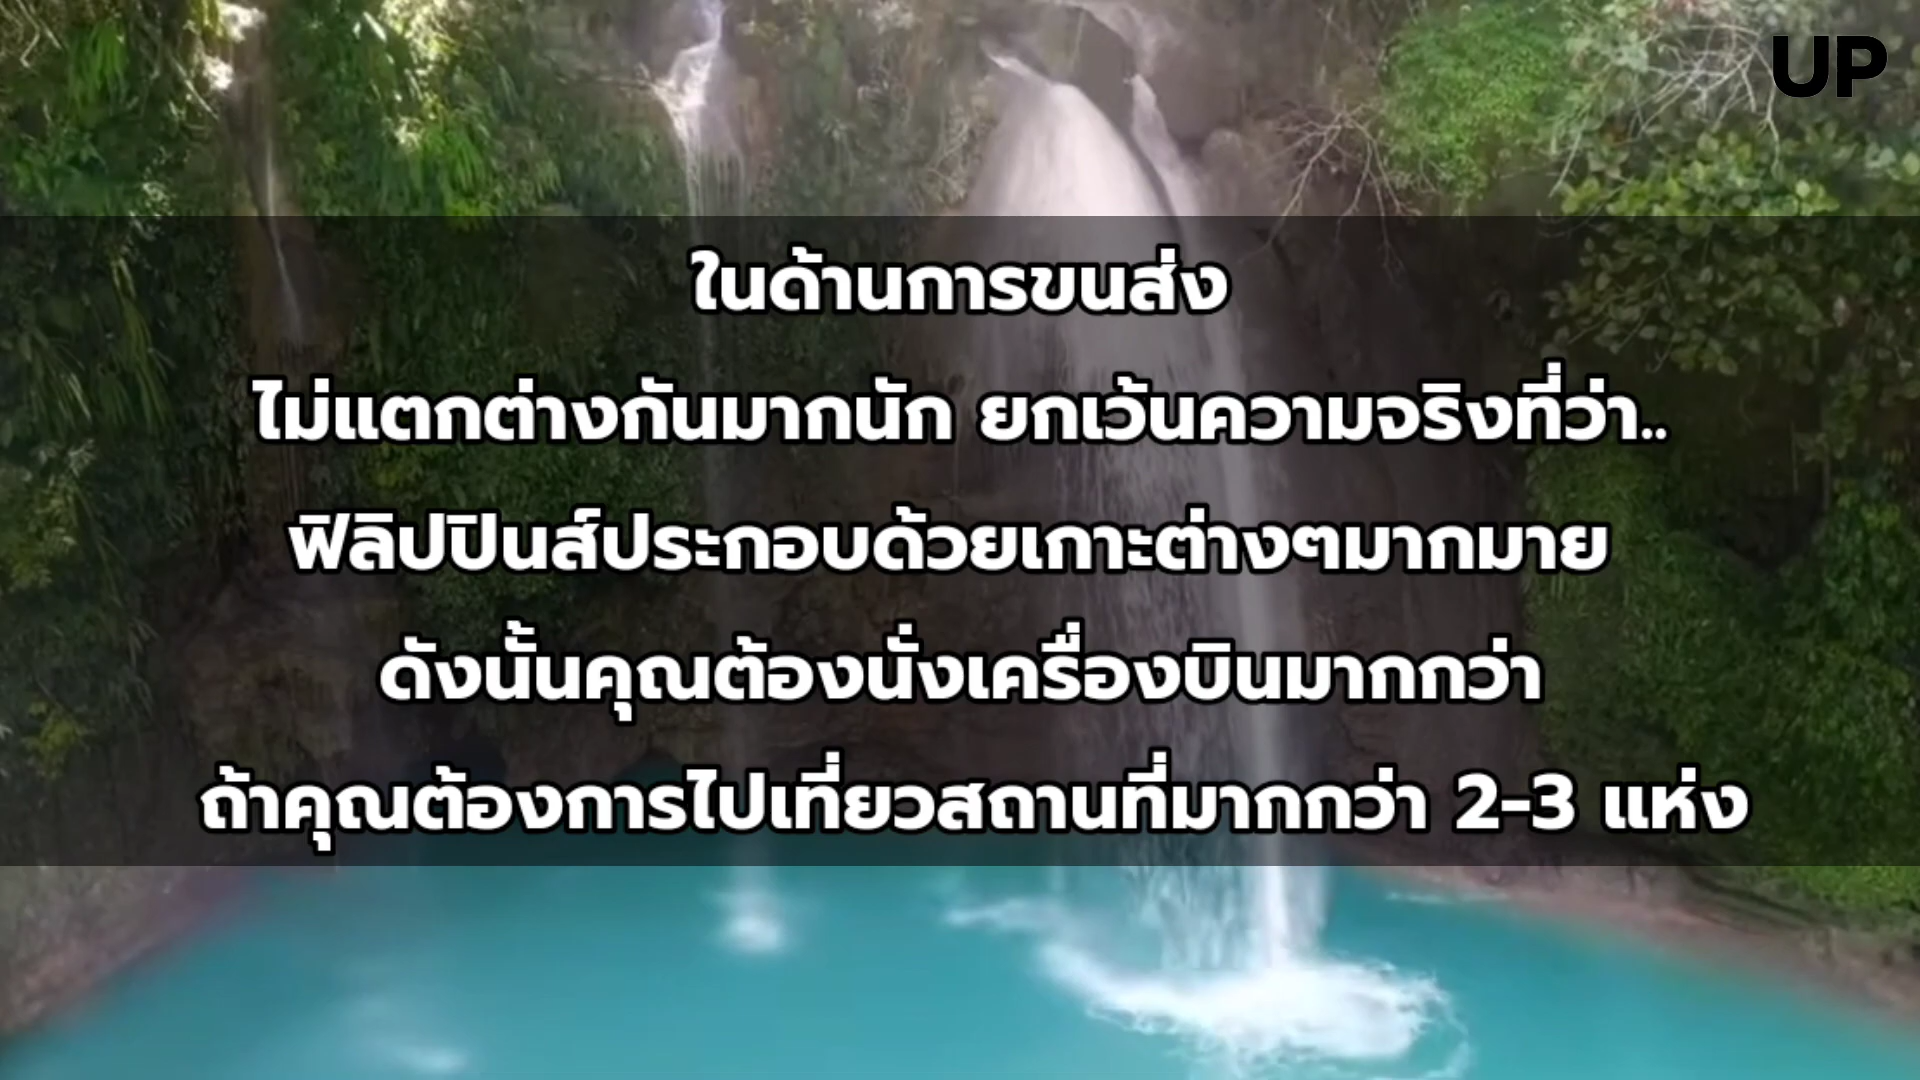 UP
ในด้านการขนส่ง
ไม่แตกต่างกันมากนัก ยกเว้นความจริงที่ว่า..
ฟิลิปปินส์ประกอบด้วยเกาะต่างๆมากมาย
ดังนั้นคุณต้องนั่งเครื่องบินมากกว่า
ถ้าคุณต้องการไปเที่ยวสถานที่มากกว่า 2-3 แห่ง